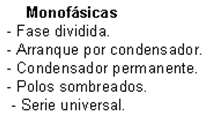 Monofásicas
- Fase dividida.
- Arranque por condensador.
- Condensador permanente.
- Polos sombreados.
- Serie universal.